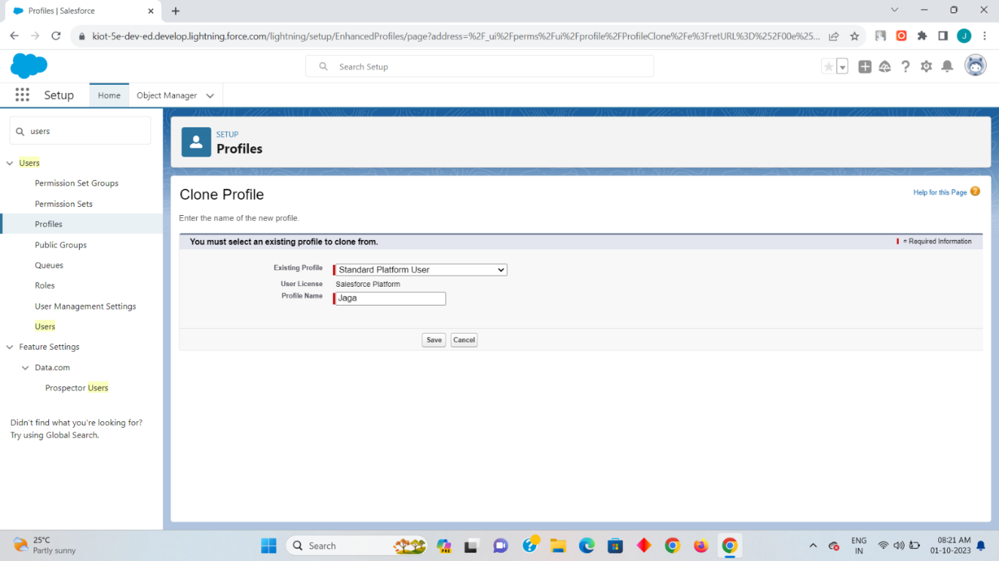 Profiles | Salesforce
kiot-5e-dev-ed.develop.lightning.force.com/lightning/setup/EnhancedProfiles/page?address=%2F_ui%2Fperms%2Fui%2Fprofile%2FProfileClone%2Fe%3FretURL%3D%252F00e%25...
J
Search Setup
Setup
Home
Object Manager
users
Users
Permission Set Groups
Permission Sets
Profiles
Public Groups
Queues
Roles
User Management Settings
Users
Feature Settings
Data.com
Prospector Users
Didn't find what you're looking for?
Try using Global Search.
SETUP
Profiles
Clone Profile
Help for this Page ?
Enter the name of the new profile.
You must select an existing profile to clone from.
= Required Information
Existing Profile Standard Platform User
User License Salesforce Platform
Profile Name Jaga
Save Cancel
25°C
Partly sunny
Search
PRE
ENG
IN
08:21 AM
01-10-2023